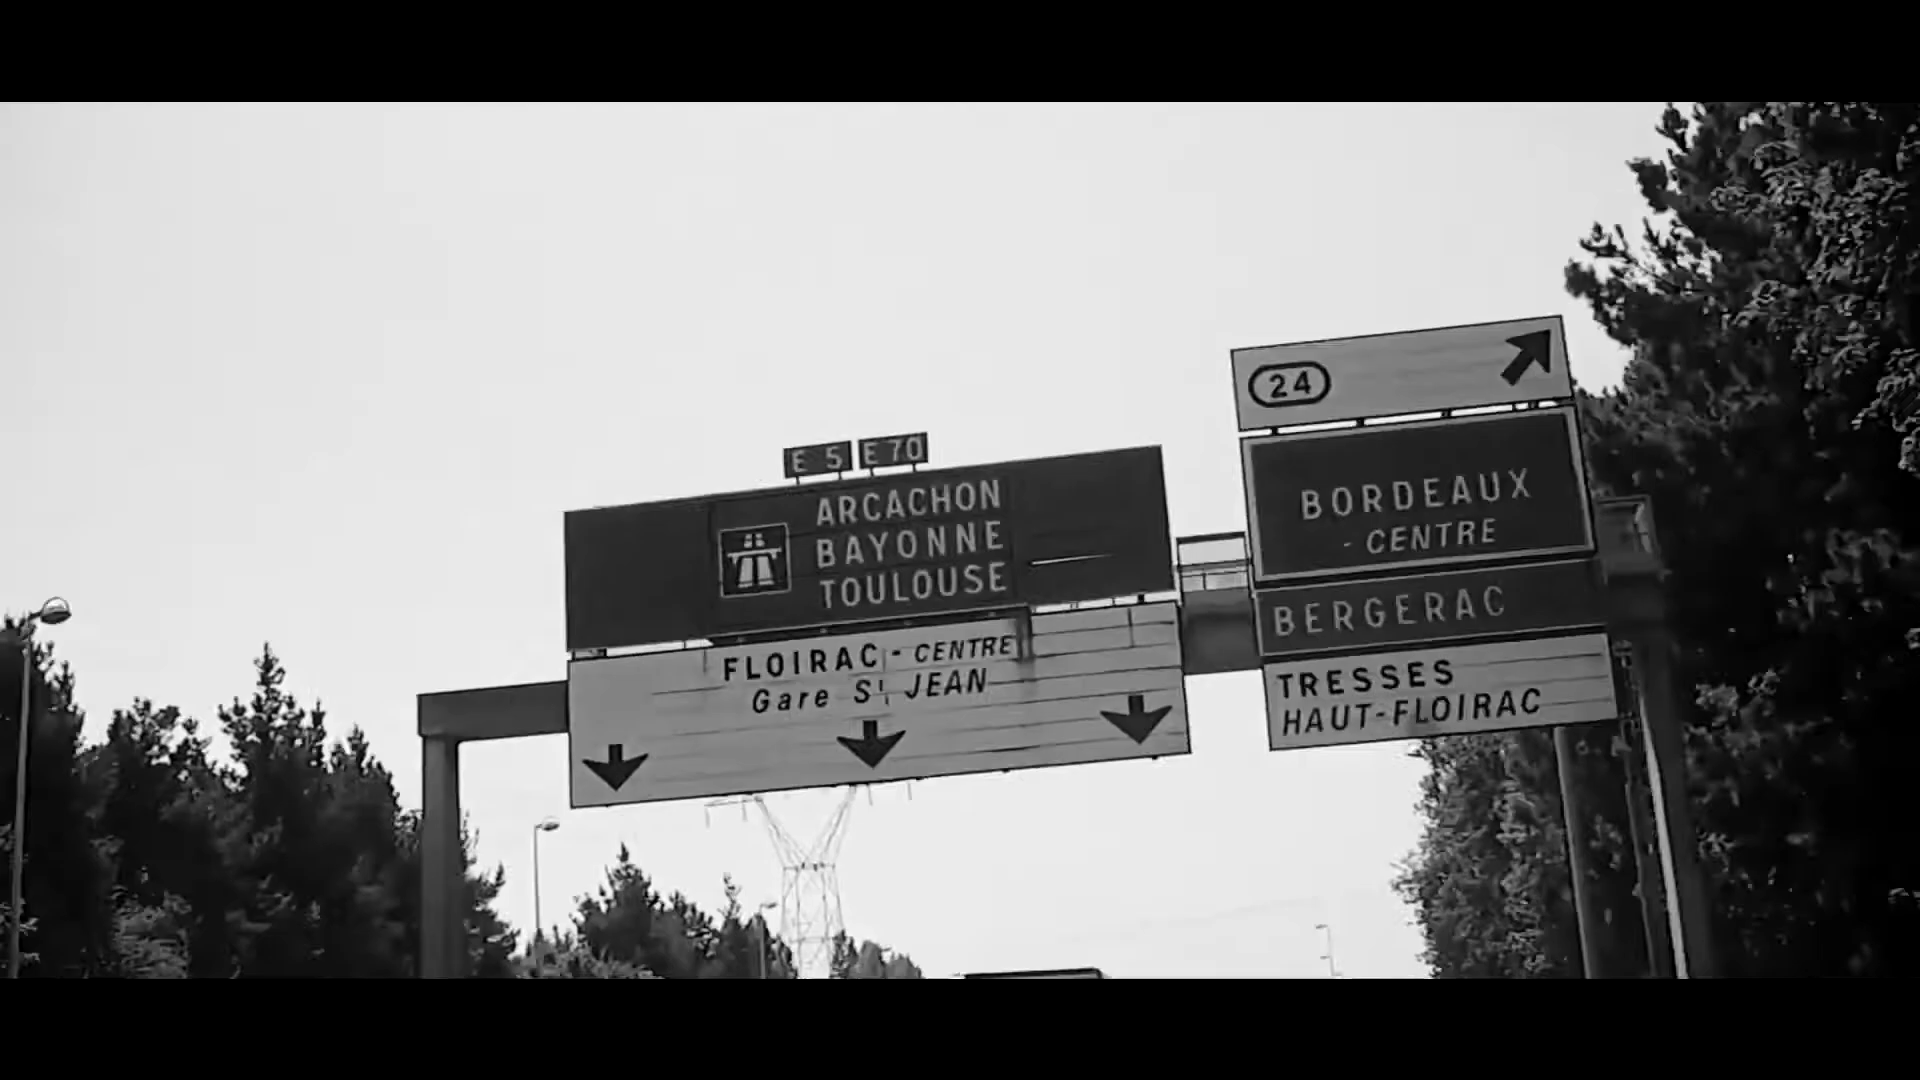 E 5 E 70
ARCACHON
BAYONNE
TOULOUSE
FLOIRAC - CENTRE
Gare St JEAN
24
BORDEAUX
- CENTRE
BERGERAC
TRESSES
HAUT-FLOIRAC